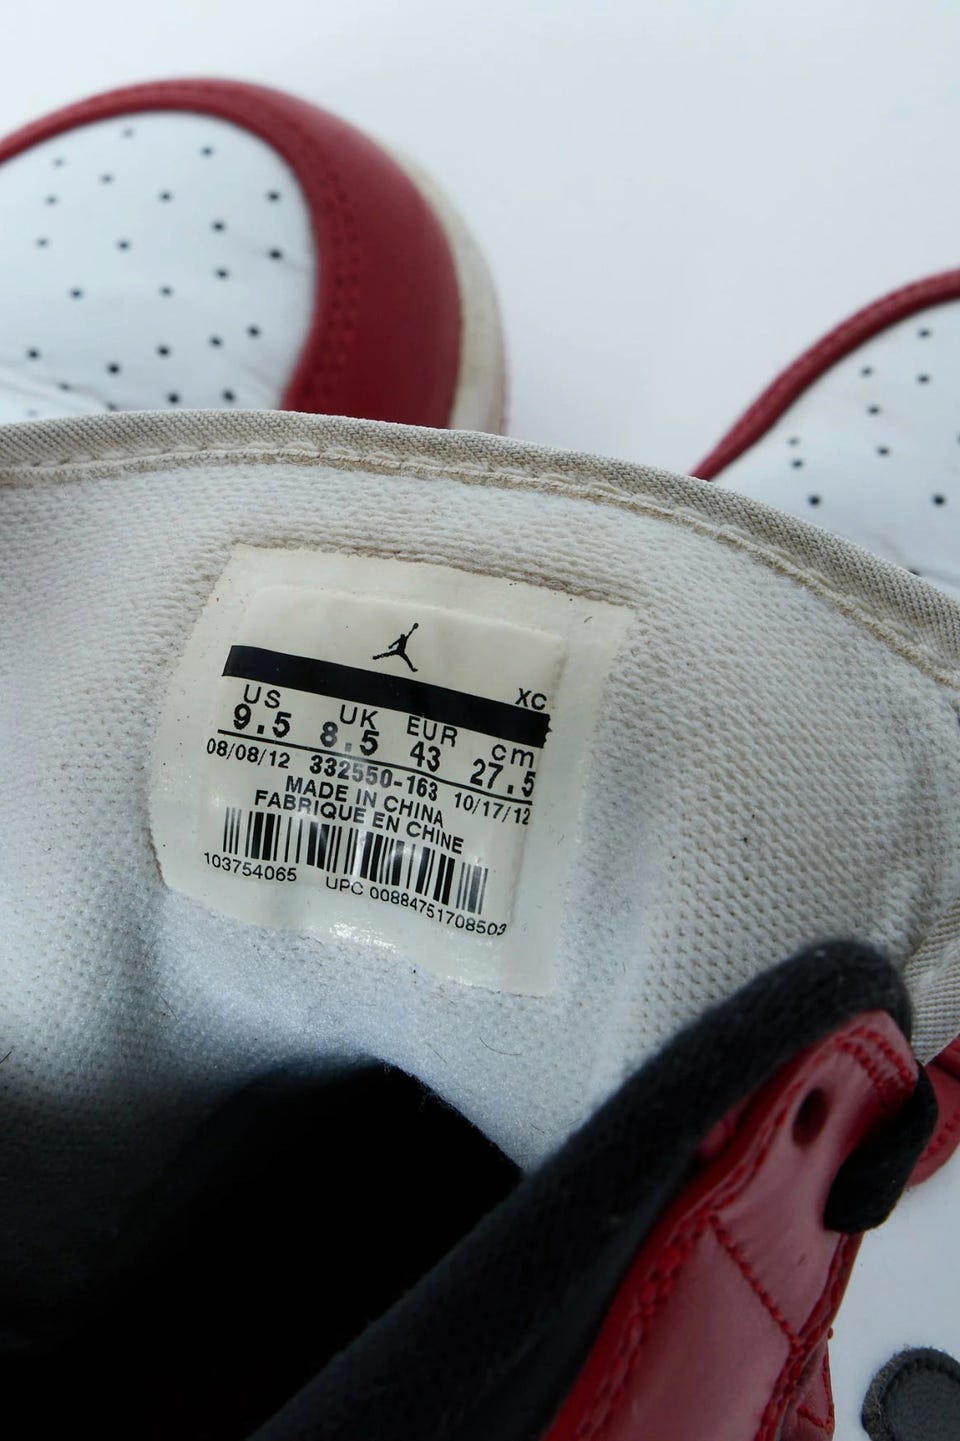 XC
US UK EUR cm
9.5 8.5 43 27.5
08/08/12 332550-163 10/17/12
MADE IN CHINA
FABRIQUE EN CHINE
103754065 UPC 00884751708503